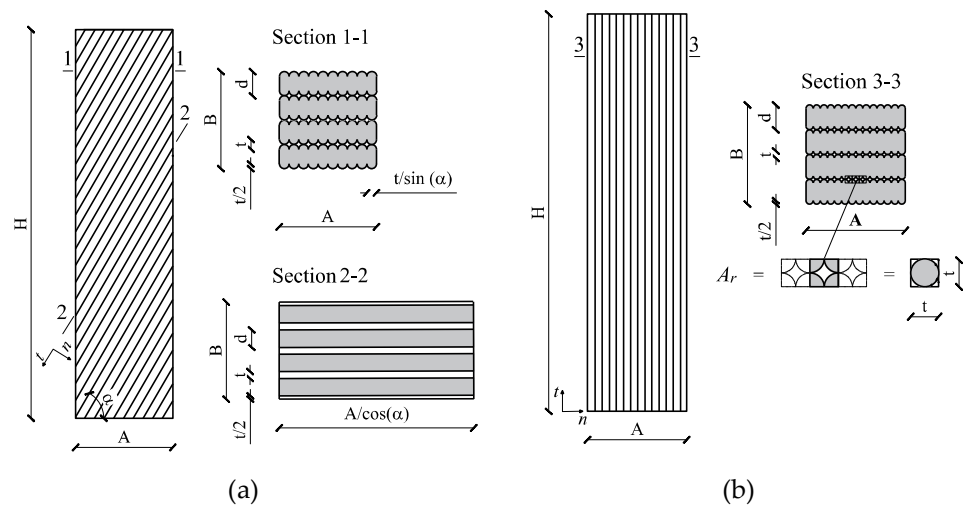 1
1
Section 1-1
d
B
t
2
t/2
t/sin (α)
A
H
Section 2-2
B
d
t
2
t
n
α
t/2
A/cos(α)
A
(a)
3
3
Section 3-3
d
B
t
H
t/2
A
A_r = = t
t
t
n
A
(b)